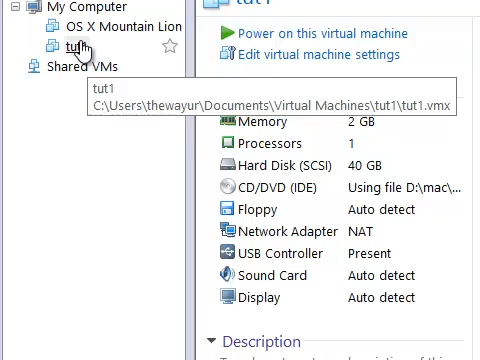 My Computer
tut1
OS X Mountain Lion
Power on this virtual machine
tut1
Edit virtual machine settings
Shared VMs
tut1
C:\Users\thewayur\Documents\Virtual Machines\tut1\tut1.vmx
Memory 2 GB
Processors 1
Hard Disk (SCSI) 40 GB
CD/DVD (IDE) Using file D:\mac\...
Floppy Auto detect
Network Adapter NAT
USB Controller Present
Sound Card Auto detect
Display Auto detect
Description